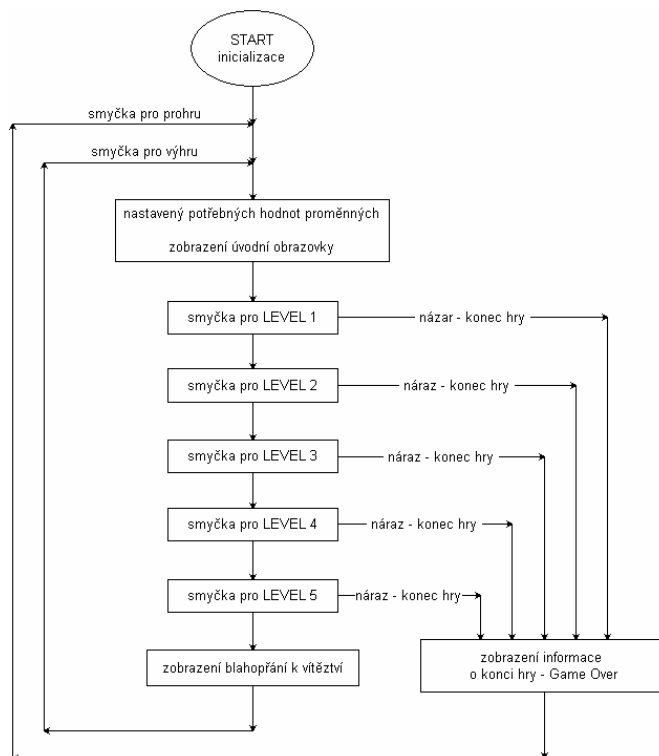 START
inicializace
smyčka pro prohru
smyčka pro výhru
nastavený potřebných hodnot proměnných
zobrazení úvodní obrazovky
smyčka pro LEVEL 1
názar - konec hry
smyčka pro LEVEL 2
náraz - konec hry
smyčka pro LEVEL 3
náraz - konec hry
smyčka pro LEVEL 4
náraz - konec hry
smyčka pro LEVEL 5
náraz - konec hry
zobrazení blahopřání k vítěztví
zobrazení informace
o konci hry - Game Over